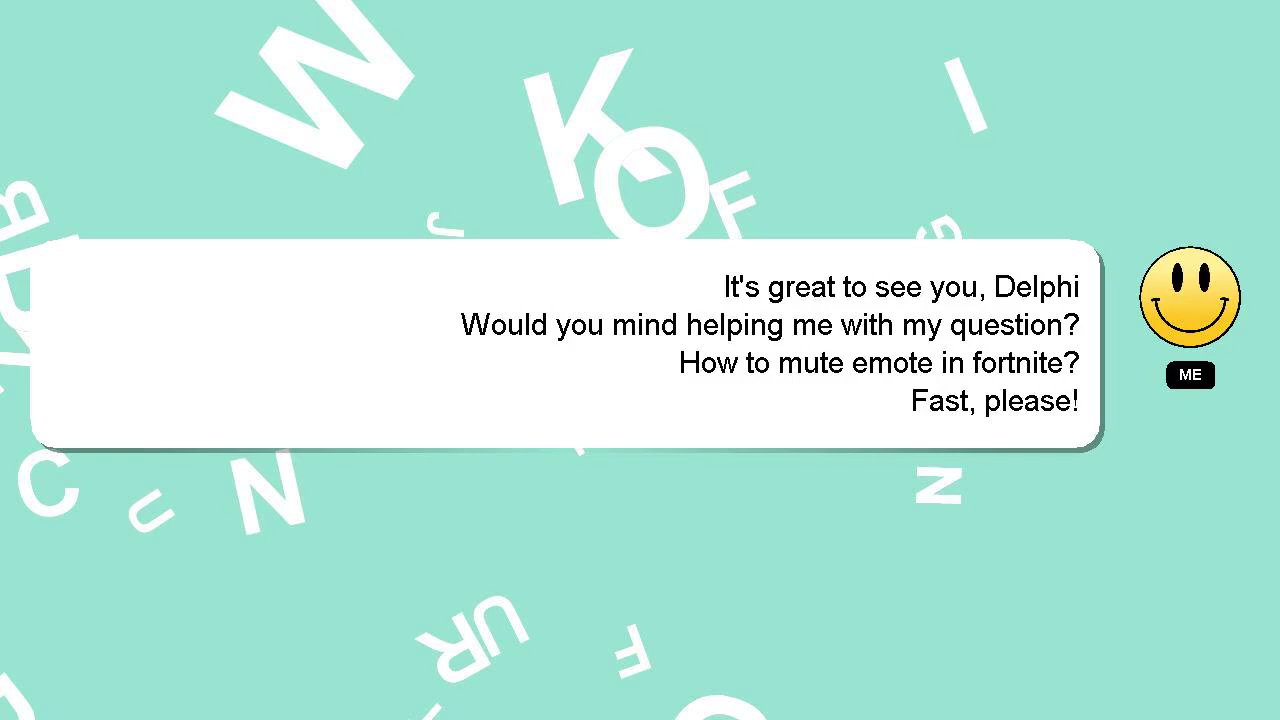 W
K
O
F
I
B
J
G
It's great to see you, Delphi
Would you mind helping me with my question?
How to mute emote in fortnite?
Fast, please!
ME
C
U
N
N
U
R
F